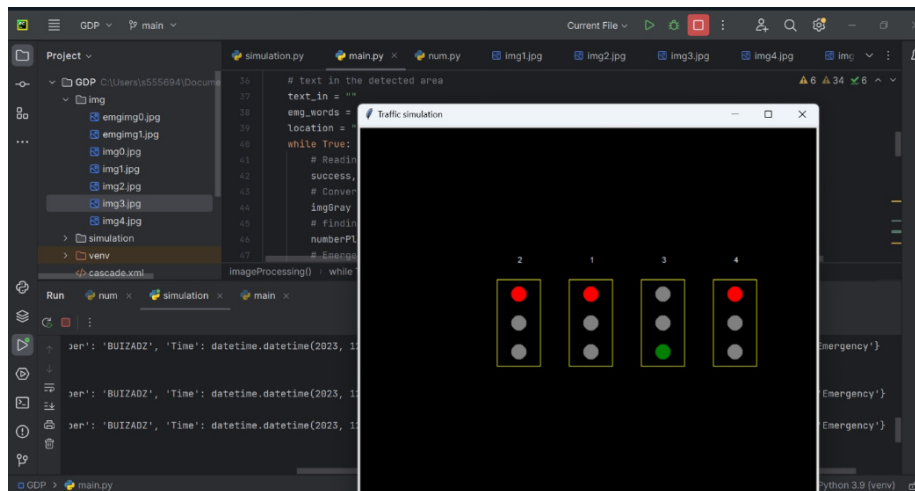 GDP main Current File
Project
simulation.py main.py num.py img1.jpg img2.jpg img3.jpg img4.jpg img
GDP C:\Users\s555694\Docume
img
emgimg0.jpg
emgimg1.jpg
img0.jpg
img1.jpg
img2.jpg
img3.jpg
img4.jpg
simulation
venv
cascade.xml
6 34 6
36 # text in the detected area
37 text_in = ""
38 emg_words =
39 location = "
40 while True:
41 # Readin
42 success,
43 # Conver
44 imgGray
45 # findin
46 numberPl
47 # Emerge
imageProcessing() while
Traffic simulation
2 1 3 4
Run num simulation main
ber': 'BUIZADZ', 'Time': datetime.datetime(2023, 1 Emergency'}
ber': 'BUIZADZ', 'Time': datetime.datetime(2023, 1 'Emergency'}
ber': 'BUIZADZ', 'Time': datetime.datetime(2023, 1 'Emergency'}
GDP > main.py Python 3.9 (venv)